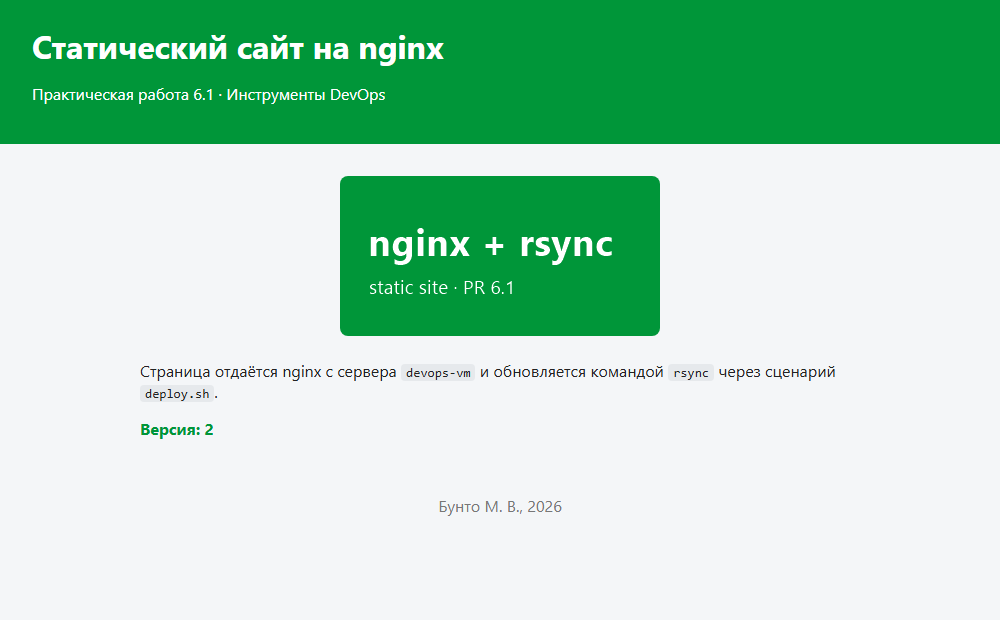 Статический сайт на nginx
Практическая работа 6.1 · Инструменты DevOps
nginx + rsync
static site · PR 6.1
Страница отдаётся nginx с сервера devops-vm и обновляется командой rsync через сценарий
deploy.sh.
Версия: 2
Бунто М. В., 2026